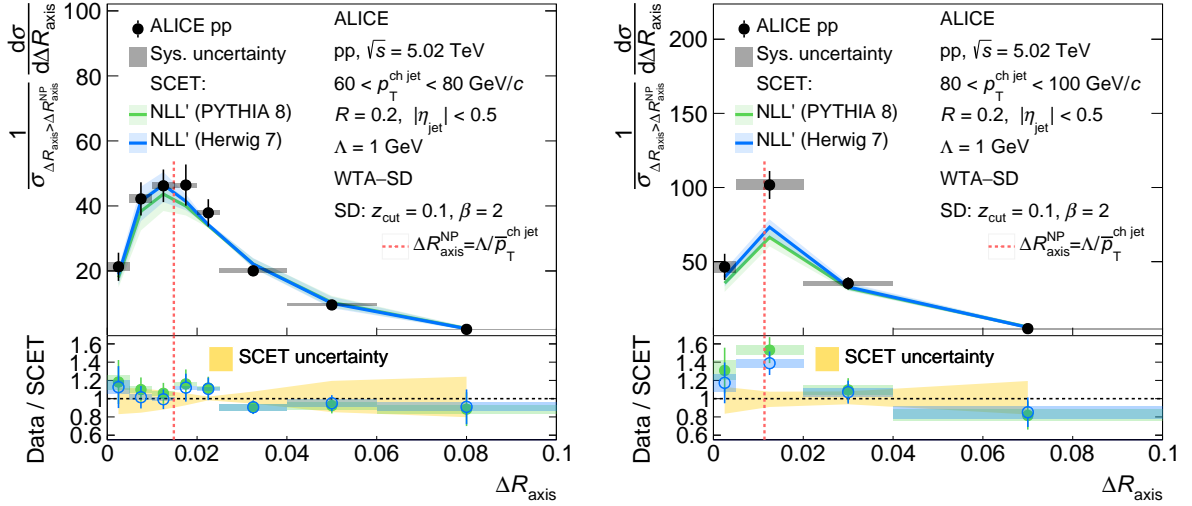 1/σ_{ΔR_axis>ΔR_axis^NP} dσ/dΔR_axis
100
80
60
40
20
ALICE pp
Sys. uncertainty
SCET:
NLL' (PYTHIA 8)
NLL' (Herwig 7)
ALICE
pp, √s = 5.02 TeV
60 < p_T^{ch jet} < 80 GeV/c
R = 0.2, |η_jet| < 0.5
Λ = 1 GeV
WTA–SD
SD: z_cut = 0.1, β = 2
ΔR_axis^NP=Λ/p̅_T^{ch jet}
Data / SCET
1.6
1.4
1.2
1
0.8
0.6
SCET uncertainty
0 0.02 0.04 0.06 0.08 0.1
ΔR_axis
1/σ_{ΔR_axis>ΔR_axis^NP} dσ/dΔR_axis
200
150
100
50
ALICE pp
Sys. uncertainty
SCET:
NLL' (PYTHIA 8)
NLL' (Herwig 7)
ALICE
pp, √s = 5.02 TeV
80 < p_T^{ch jet} < 100 GeV/c
R = 0.2, |η_jet| < 0.5
Λ = 1 GeV
WTA–SD
SD: z_cut = 0.1, β = 2
ΔR_axis^NP=Λ/p̅_T^{ch jet}
Data / SCET
1.6
1.4
1.2
1
0.8
0.6
SCET uncertainty
0 0.02 0.04 0.06 0.08 0.1
ΔR_axis